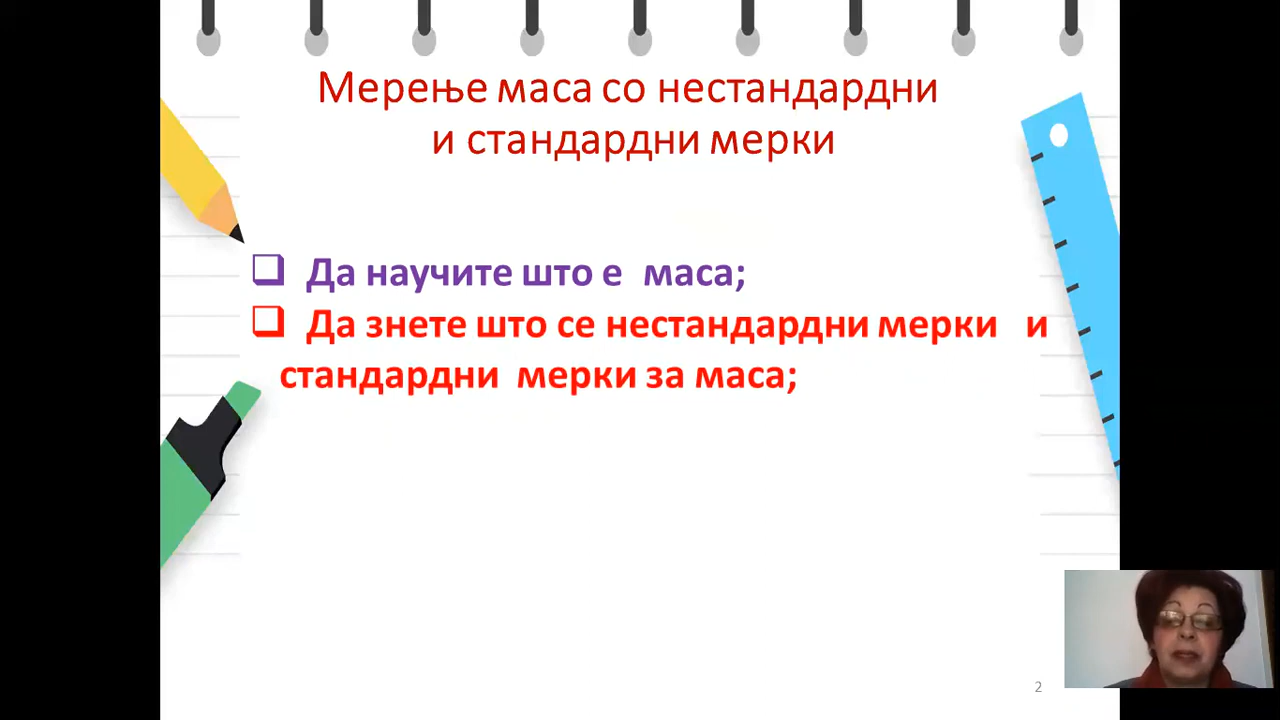 Мерење маса со нестандардни
и стандардни мерки
❑ Да научите што е маса;
❑ Да знете што се нестандардни мерки и
стандардни мерки за маса;
2